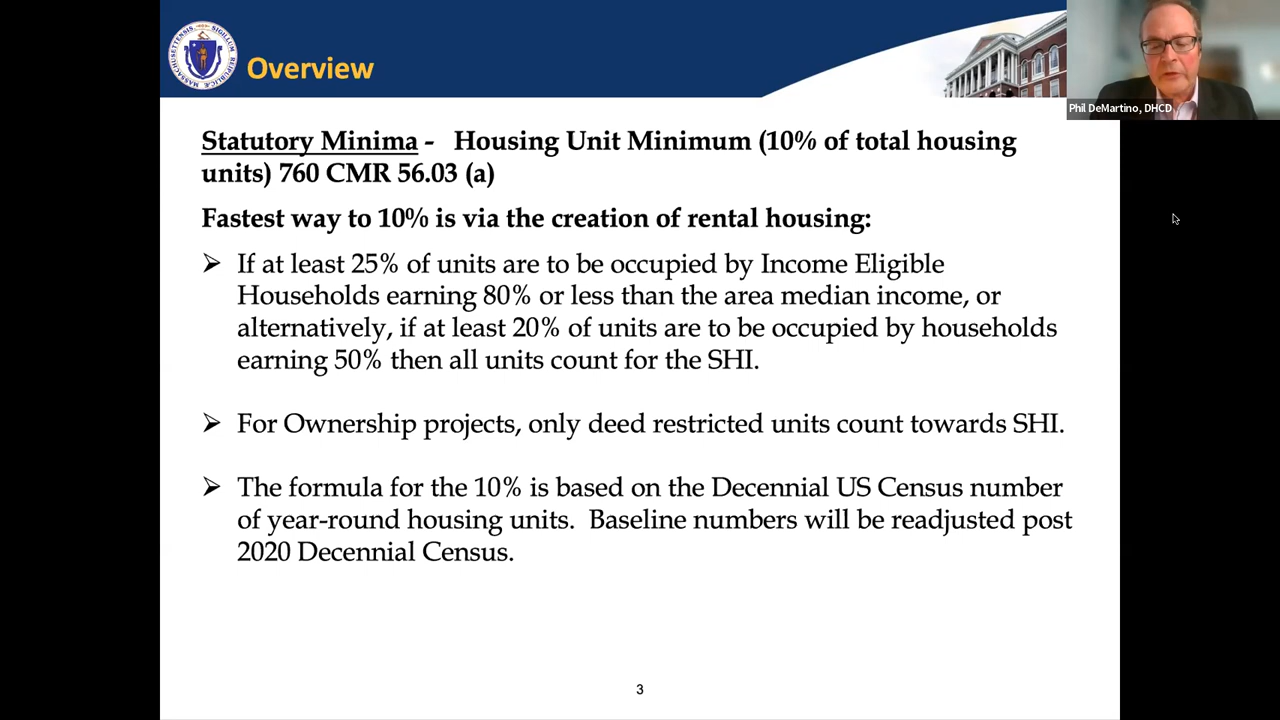 Overview
Phil DeMartino, DHCD
Statutory Minima - Housing Unit Minimum (10% of total housing
units) 760 CMR 56.03 (a)
Fastest way to 10% is via the creation of rental housing:
➢ If at least 25% of units are to be occupied by Income Eligible
Households earning 80% or less than the area median income, or
alternatively, if at least 20% of units are to be occupied by households
earning 50% then all units count for the SHI.
➢ For Ownership projects, only deed restricted units count towards SHI.
➢ The formula for the 10% is based on the Decennial US Census number
of year-round housing units. Baseline numbers will be readjusted post
2020 Decennial Census.
3